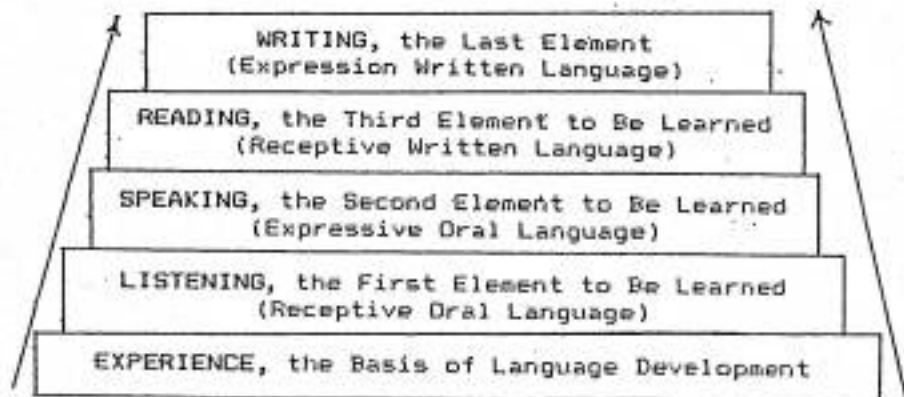 WRITING, the Last Element
(Expression Written Language)
READING, the Third Element to Be Learned
(Receptive Written Language)
SPEAKING, the Second Element to Be Learned
(Expressive Oral Language)
LISTENING, the First Element to Be Learned
(Receptive Oral Language)
EXPERIENCE, the Basis of Language Development